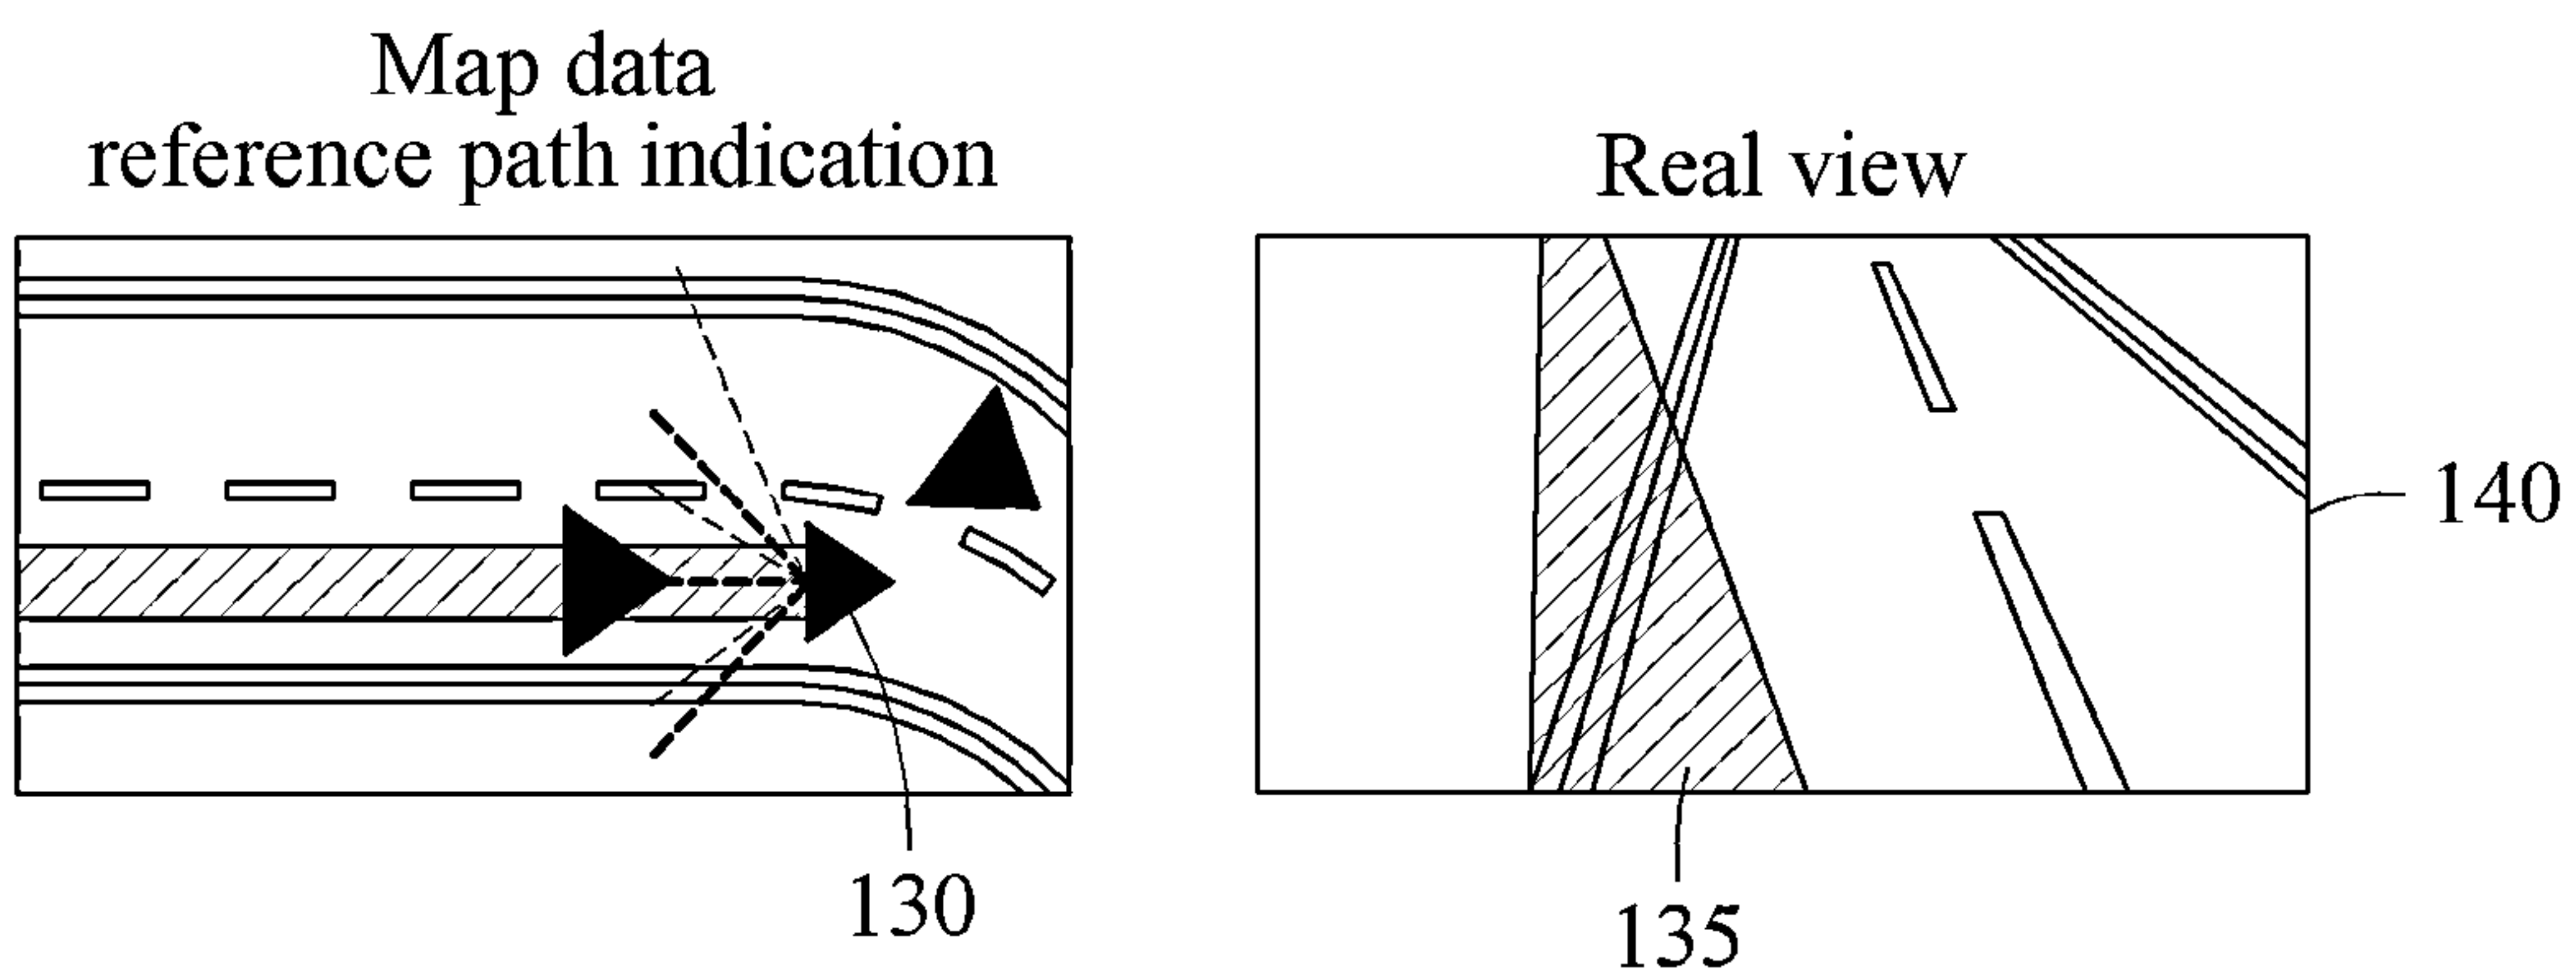 Map data
reference path indication
Real view
140
130
135